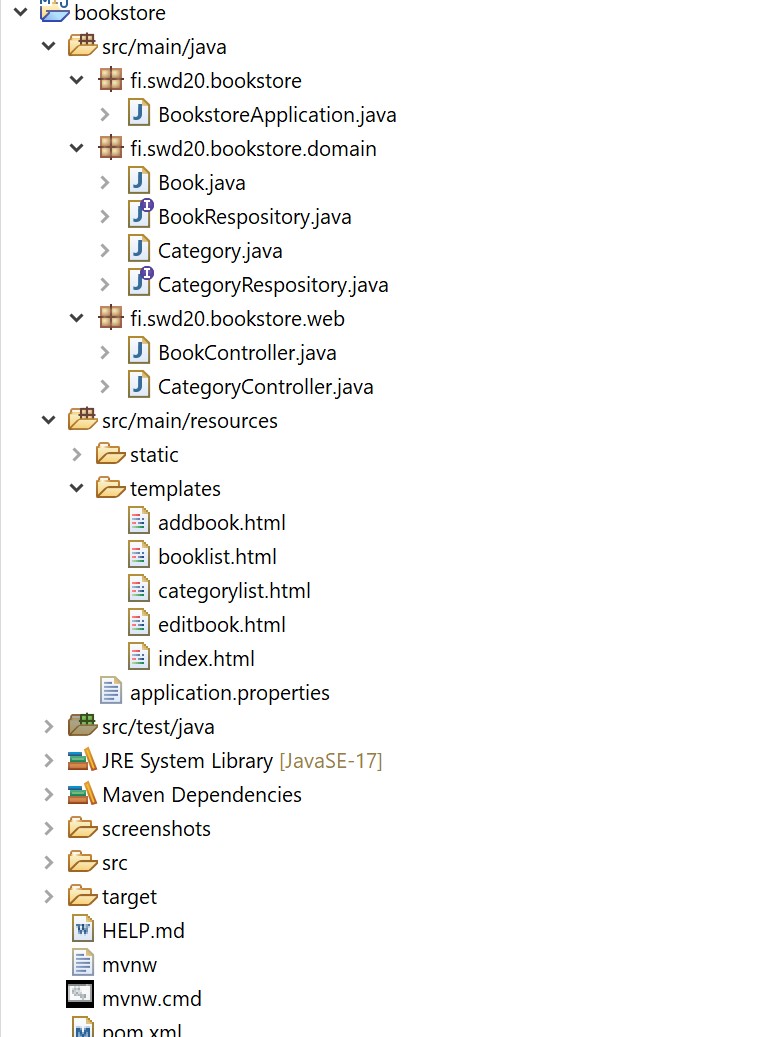 bookstore
src/main/java
fi.swd20.bookstore
BookstoreApplication.java
fi.swd20.bookstore.domain
Book.java
BookRespository.java
Category.java
CategoryRespository.java
fi.swd20.bookstore.web
BookController.java
CategoryController.java
src/main/resources
static
templates
addbook.html
booklist.html
categorylist.html
editbook.html
index.html
application.properties
src/test/java
JRE System Library [JavaSE-17]
Maven Dependencies
screenshots
src
target
HELP.md
mvnw
mvnw.cmd
pom.xml